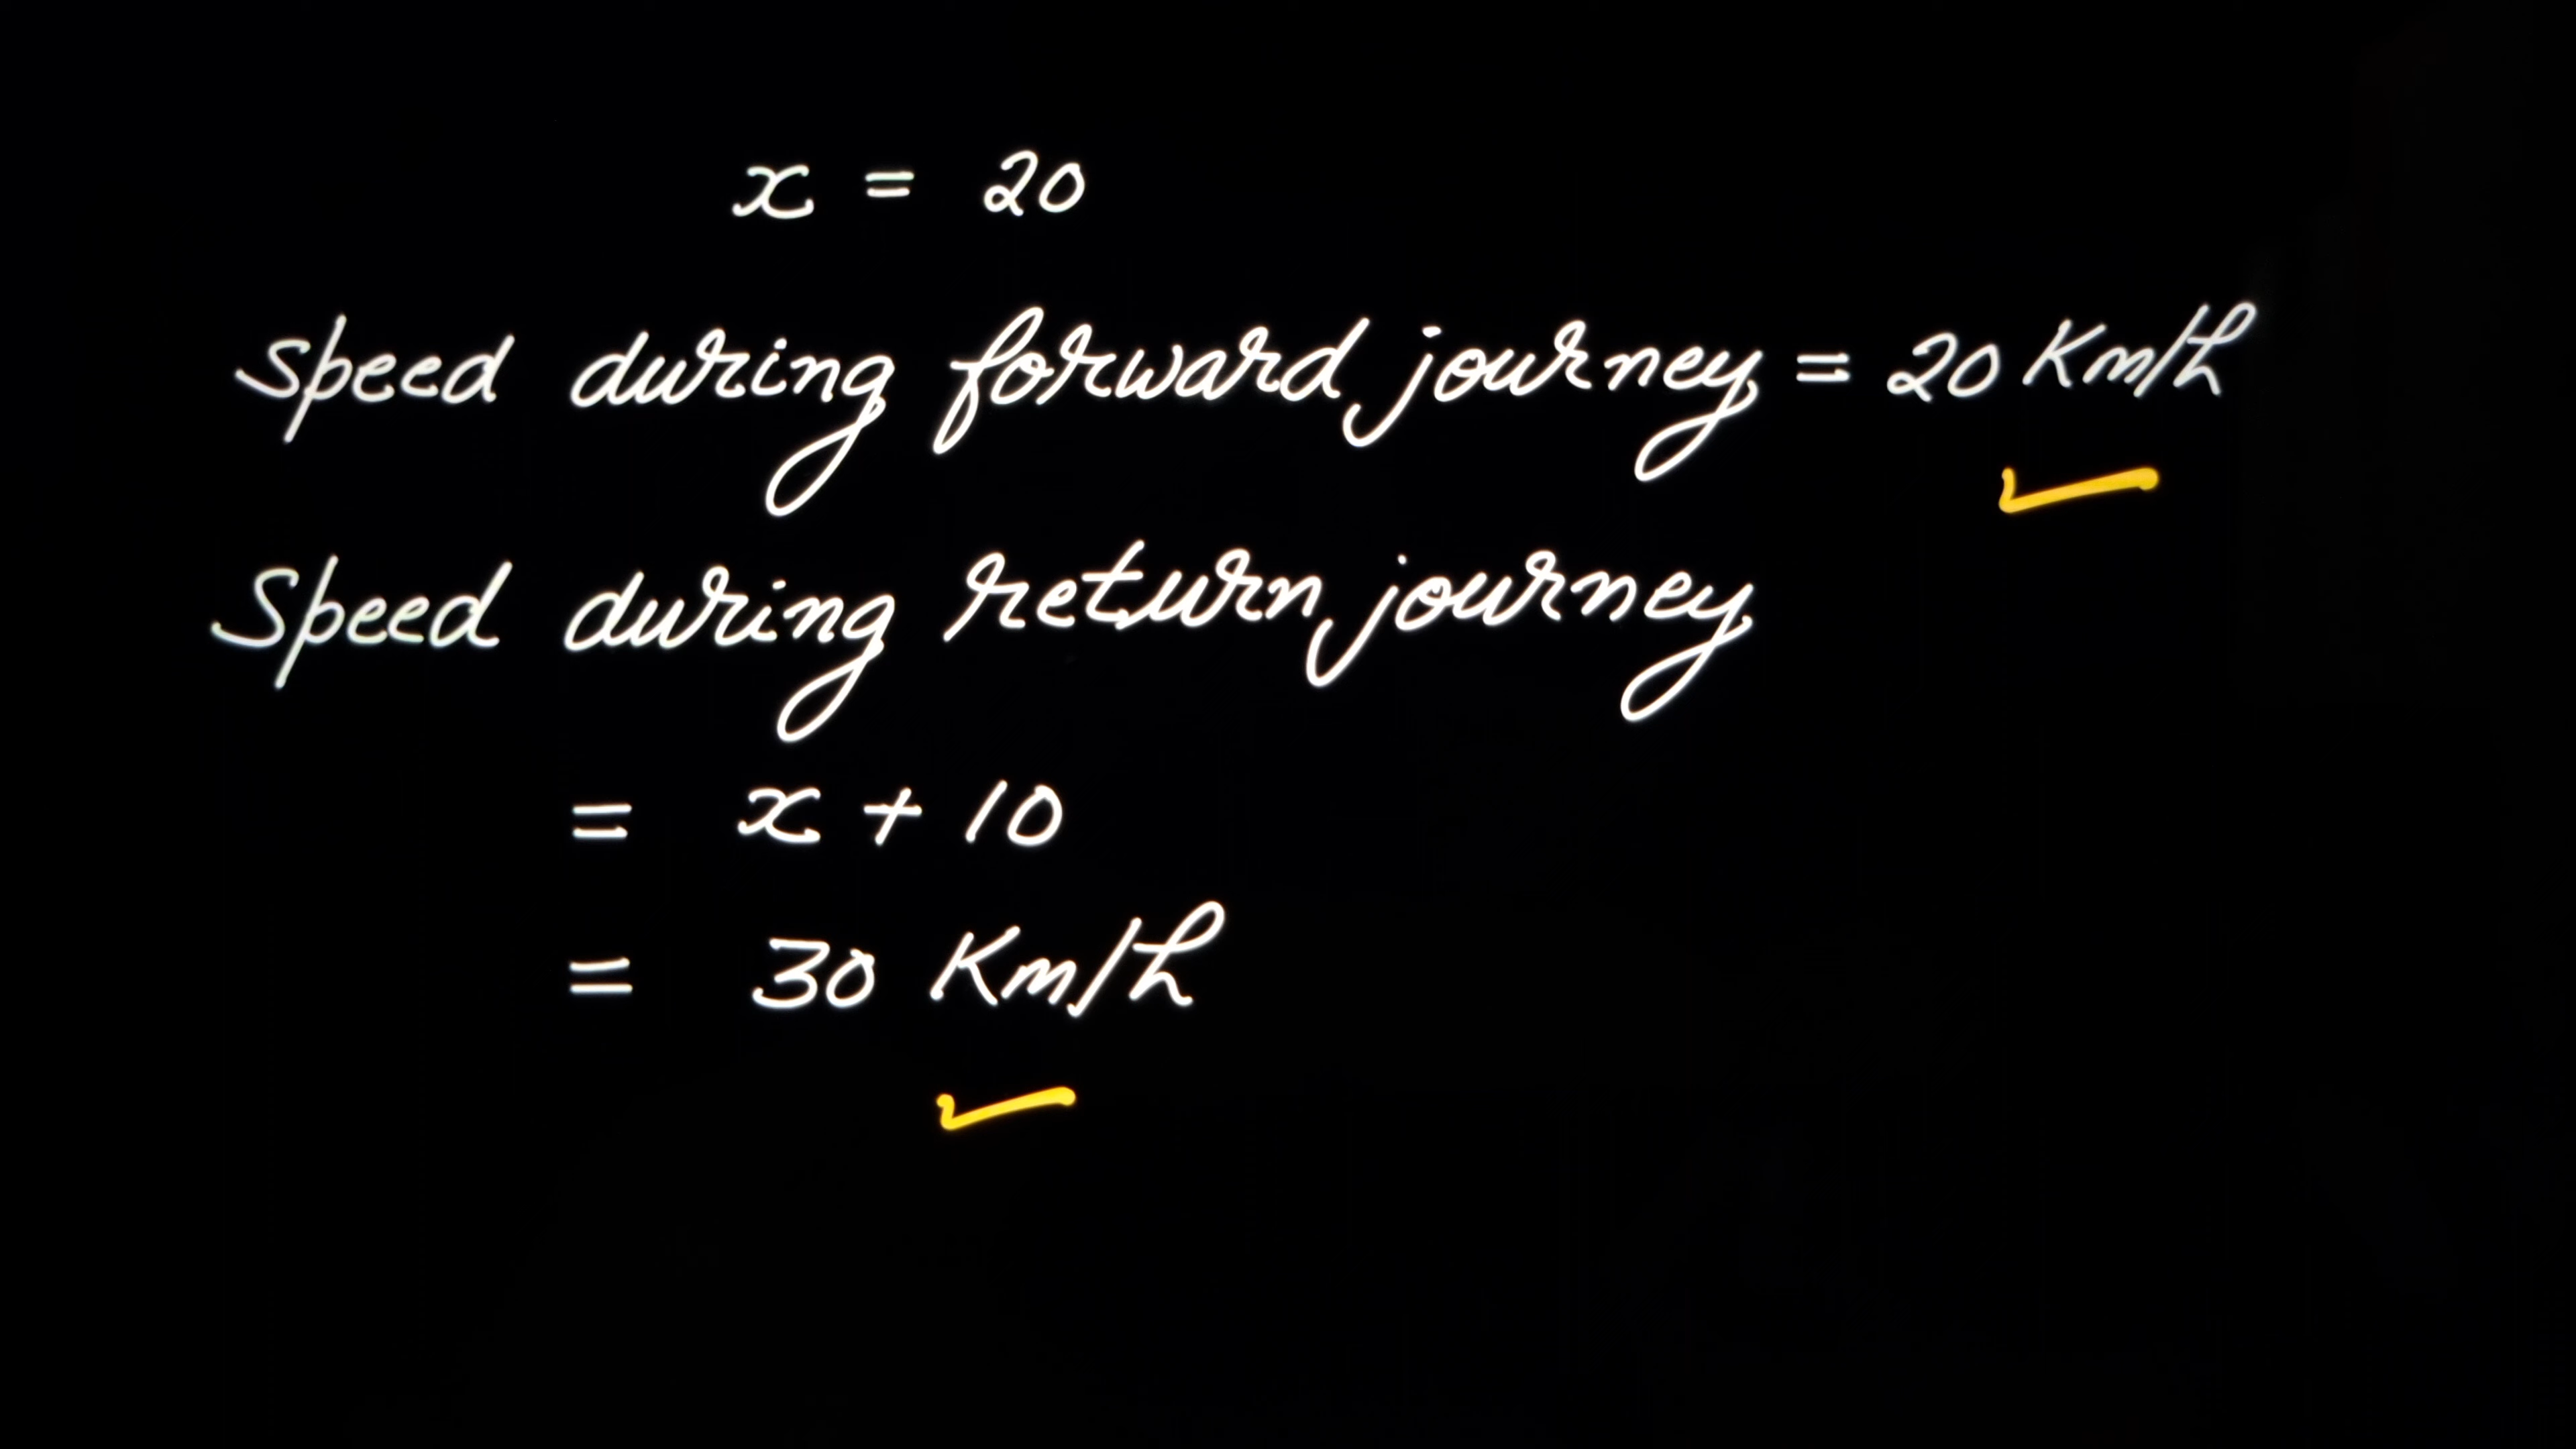 x = 20
Speed during forward journey = 20 Km/h
Speed during return journey
= x + 10
= 30 Km/h